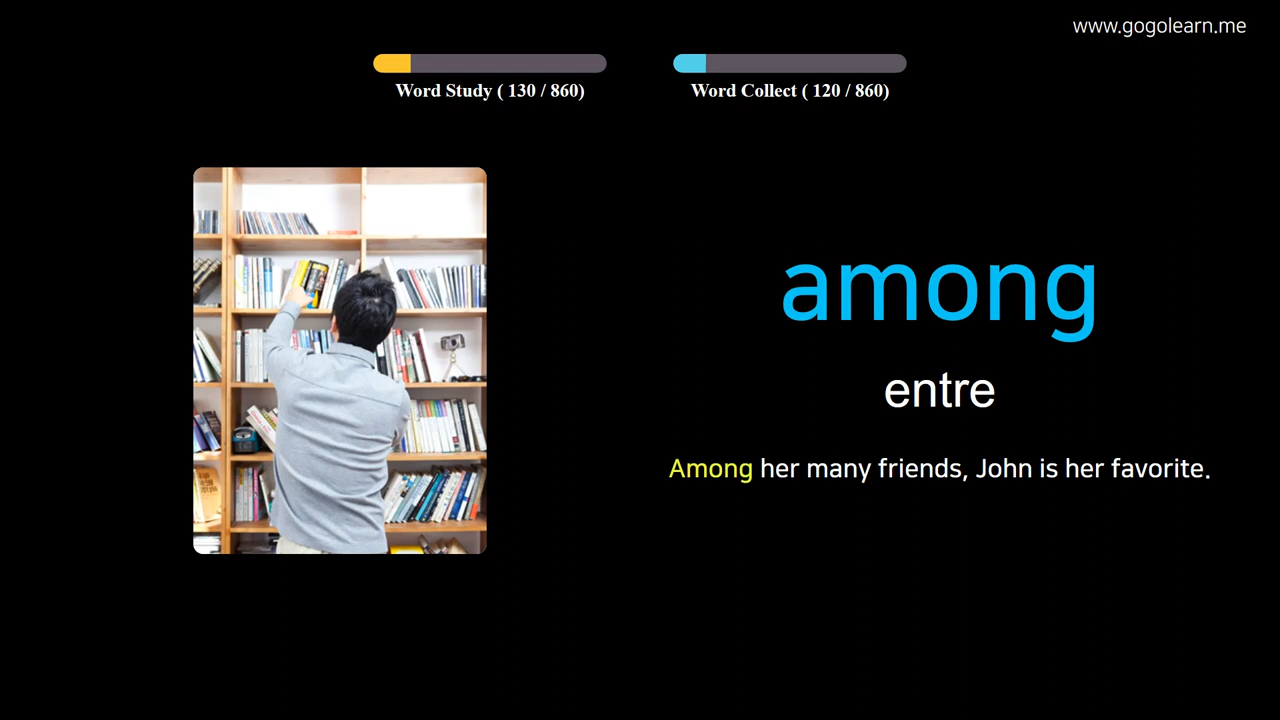 www.gogolearn.me
Word Study ( 130 / 860)
Word Collect ( 120 / 860)
among
entre
Among her many friends, John is her favorite.